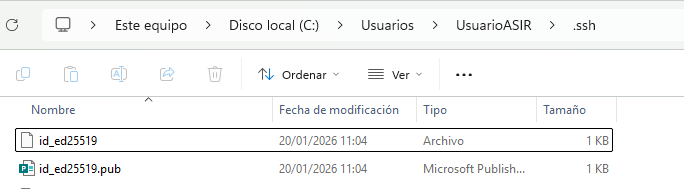 Este equipo > Disco local (C:) > Usuarios > UsuarioASIR > .ssh
Ordenar Ver ...
Nombre Fecha de modificación Tipo Tamaño
id_ed25519 20/01/2026 11:04 Archivo 1 KB
id_ed25519.pub 20/01/2026 11:04 Microsoft Publish... 1 KB